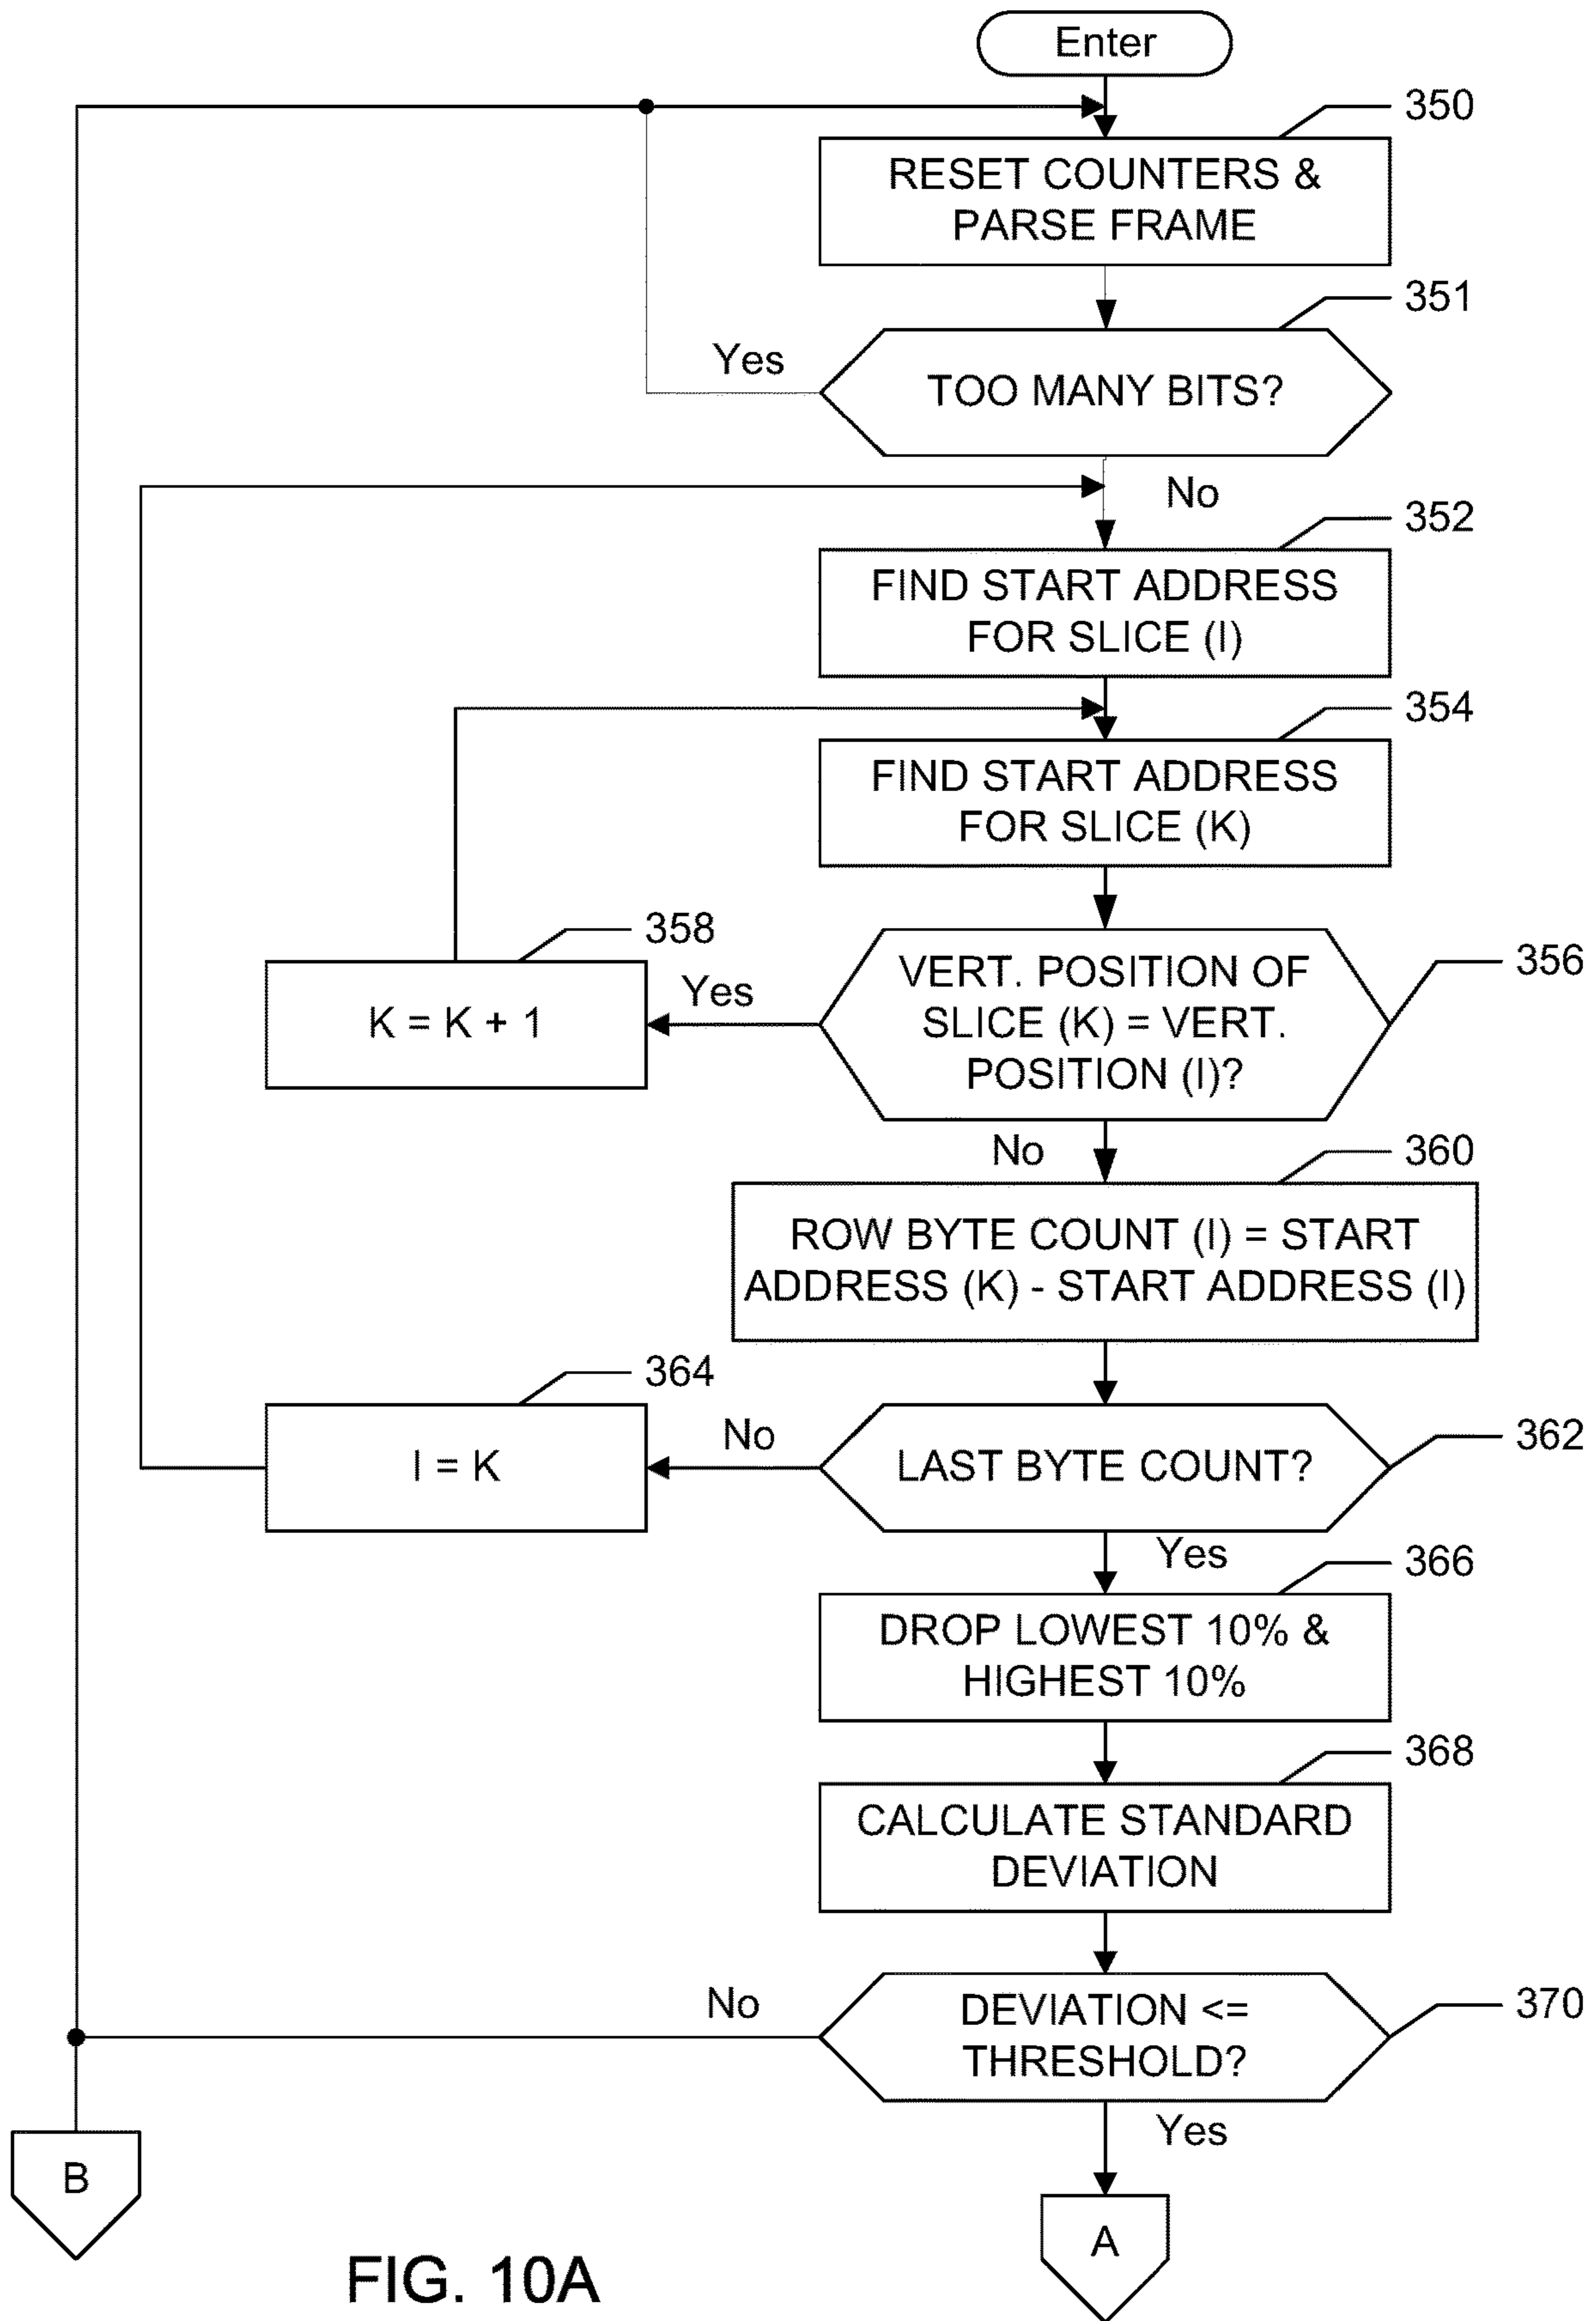 Enter
350
RESET COUNTERS &
PARSE FRAME
351
Yes
TOO MANY BITS?
No
352
FIND START ADDRESS
FOR SLICE (I)
354
FIND START ADDRESS
FOR SLICE (K)
358
K = K + 1
Yes
VERT. POSITION OF
SLICE (K) = VERT.
POSITION (I)?
356
No
360
ROW BYTE COUNT (I) = START
ADDRESS (K) - START ADDRESS (I)
364
I = K
No
LAST BYTE COUNT?
362
Yes
366
DROP LOWEST 10% &
HIGHEST 10%
368
CALCULATE STANDARD
DEVIATION
No
DEVIATION <=
THRESHOLD?
370
Yes
B
A
FIG. 10A